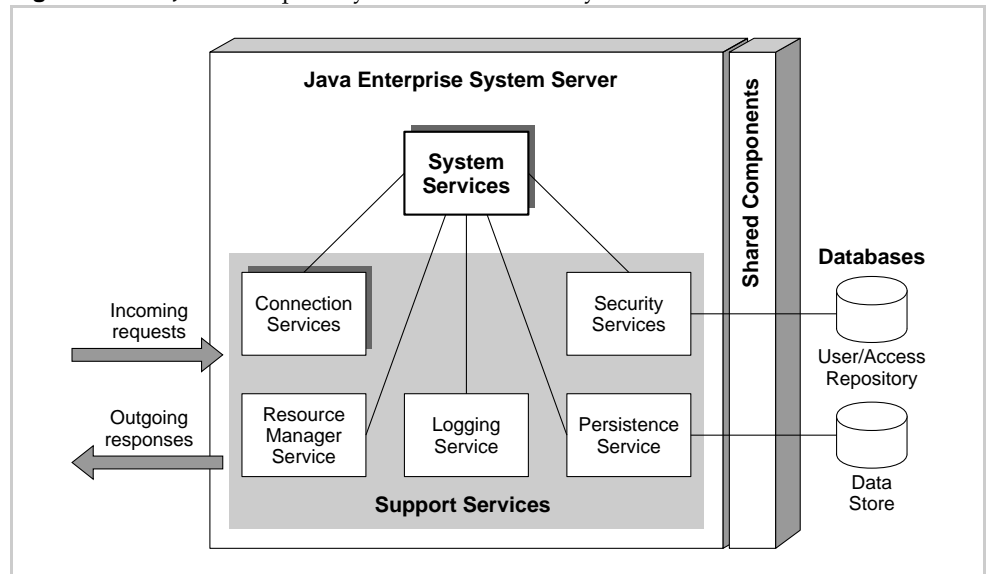 Java Enterprise System Server
Shared Components
System
Services
Databases
Connection
Services
Security
Services
Incoming
requests
User/Access
Repository
Outgoing
responses
Resource
Manager
Service
Logging
Service
Persistence
Service
Data
Store
Support Services